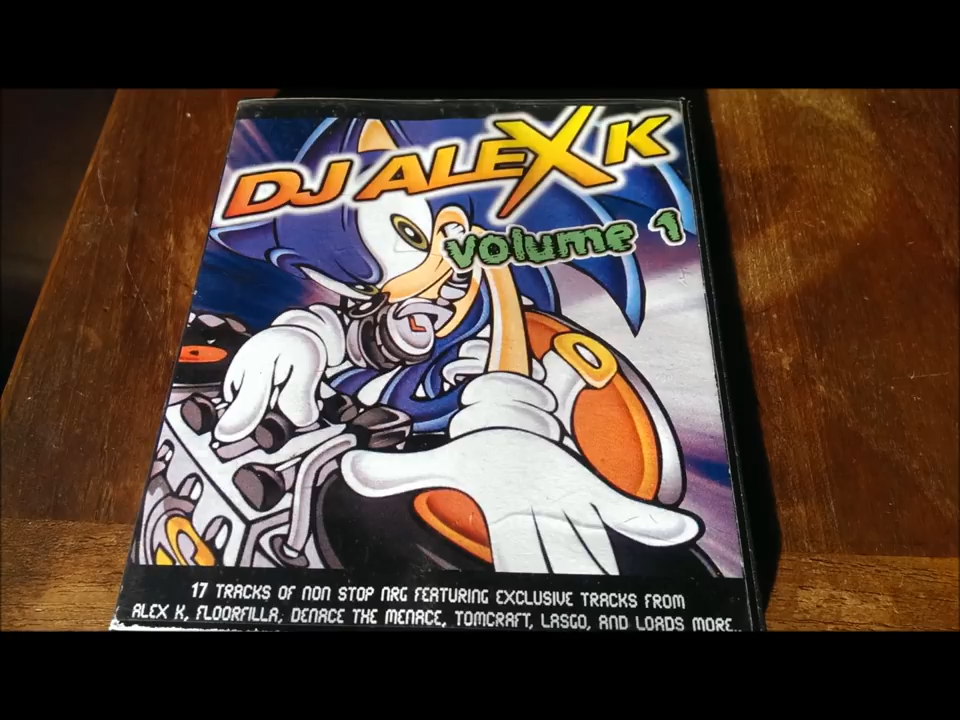 DJ ALEX K
volume 1
17 TRACKS OF NON STOP NRG FEATURING EXCLUSIVE TRACKS FROM
ALEX K, FLOORFILLA, DENACE THE MENACE, TOMCRAFT, LASGO, AND LOADS MORE..